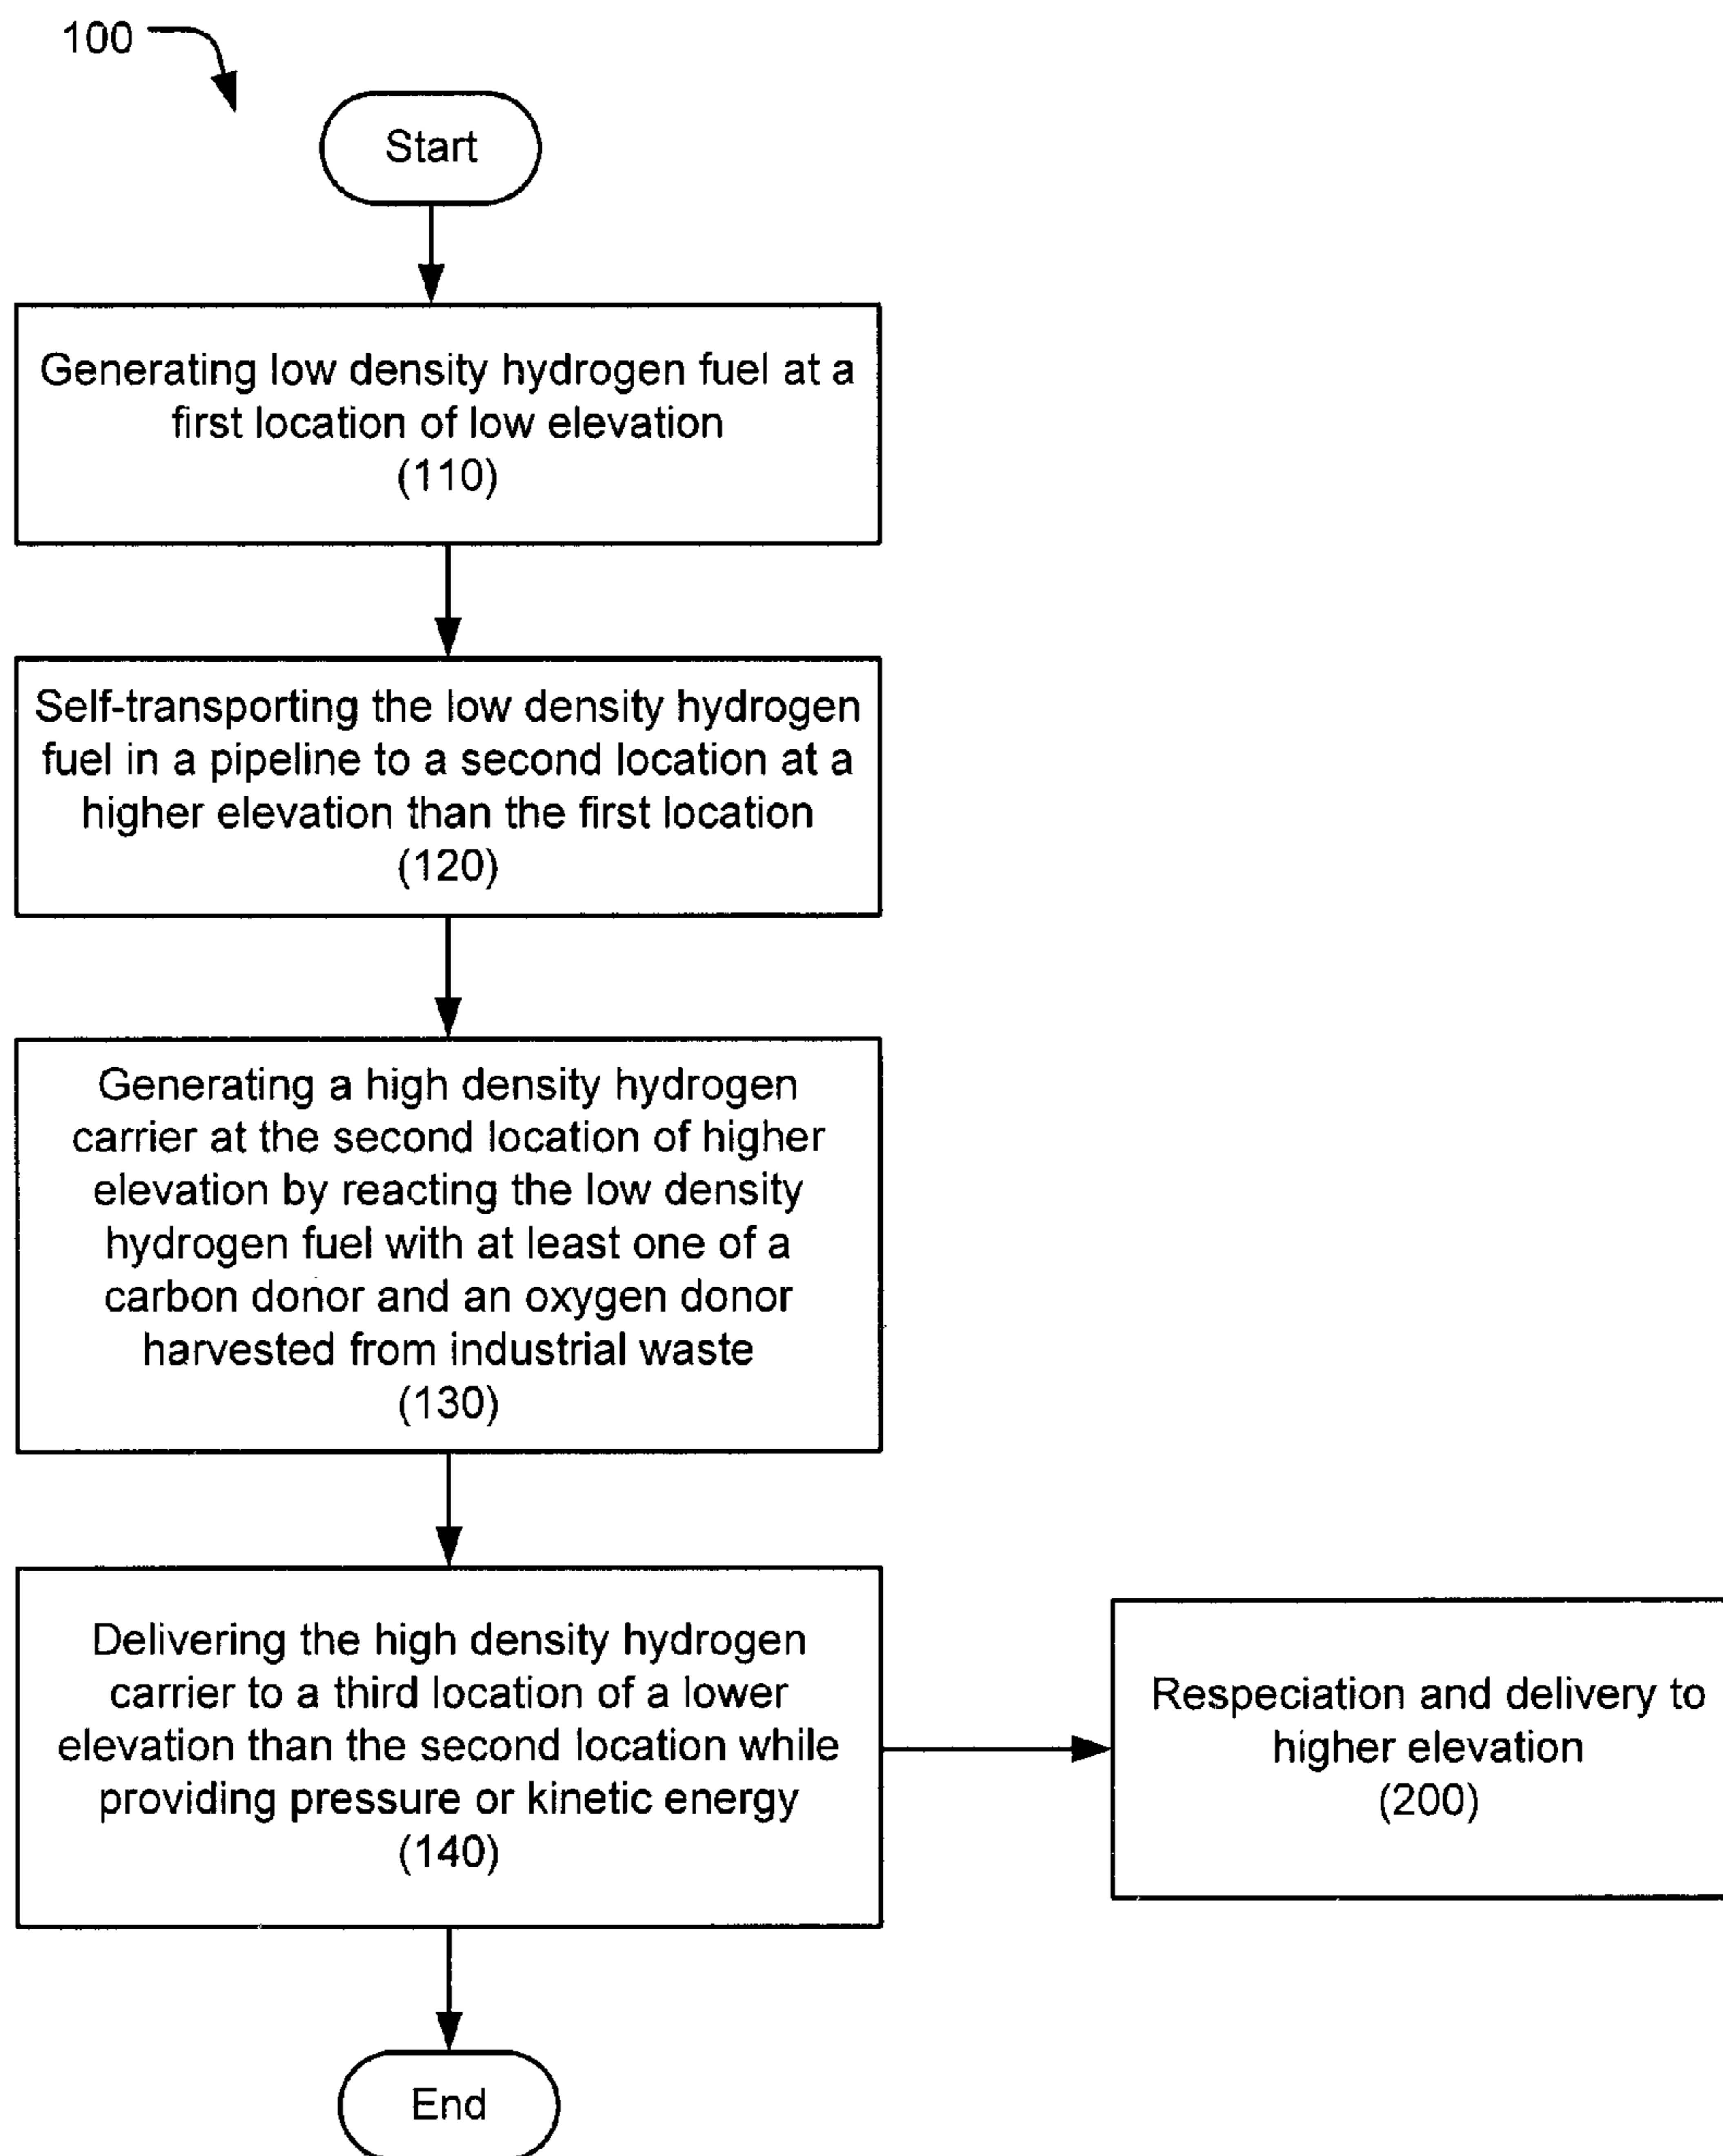 100
Start
Generating low density hydrogen fuel at a
first location of low elevation
(110)
Self-transporting the low density hydrogen
fuel in a pipeline to a second location at a
higher elevation than the first location
(120)
Generating a high density hydrogen
carrier at the second location of higher
elevation by reacting the low density
hydrogen fuel with at least one of a
carbon donor and an oxygen donor
harvested from industrial waste
(130)
Delivering the high density hydrogen
carrier to a third location of a lower
elevation than the second location while
providing pressure or kinetic energy
(140)
Respeciation and delivery to
higher elevation
(200)
End